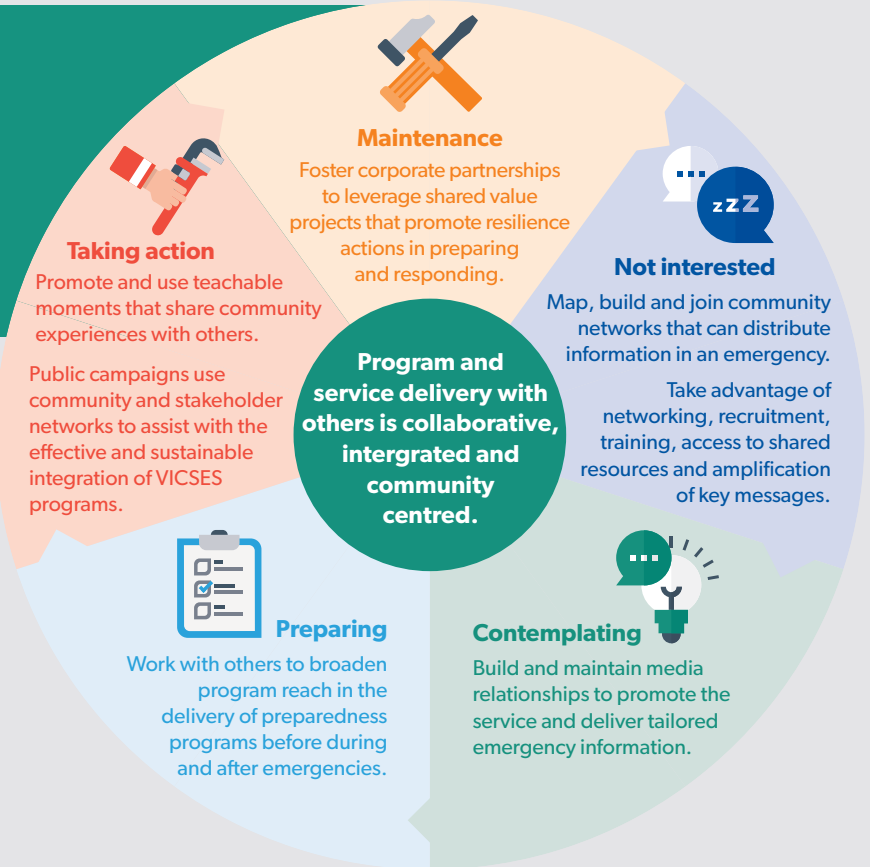 Maintenance
Foster corporate partnerships
to leverage shared value
projects that promote resilience
actions in preparing
and responding.
z z z
Not interested
Map, build and join community
networks that can distribute
information in an emergency.
Take advantage of
networking, recruitment,
training, access to shared
resources and amplification
of key messages.
Contemplating
Build and maintain media
relationships to promote the
service and deliver tailored
emergency information.
Preparing
Work with others to broaden
program reach in the
delivery of preparedness
programs before during
and after emergencies.
Taking action
Promote and use teachable
moments that share community
experiences with others.
Public campaigns use
community and stakeholder
networks to assist with the
effective and sustainable
integration of VICSES
programs.
Program and
service delivery with
others is collaborative,
intergrated and
community
centred.